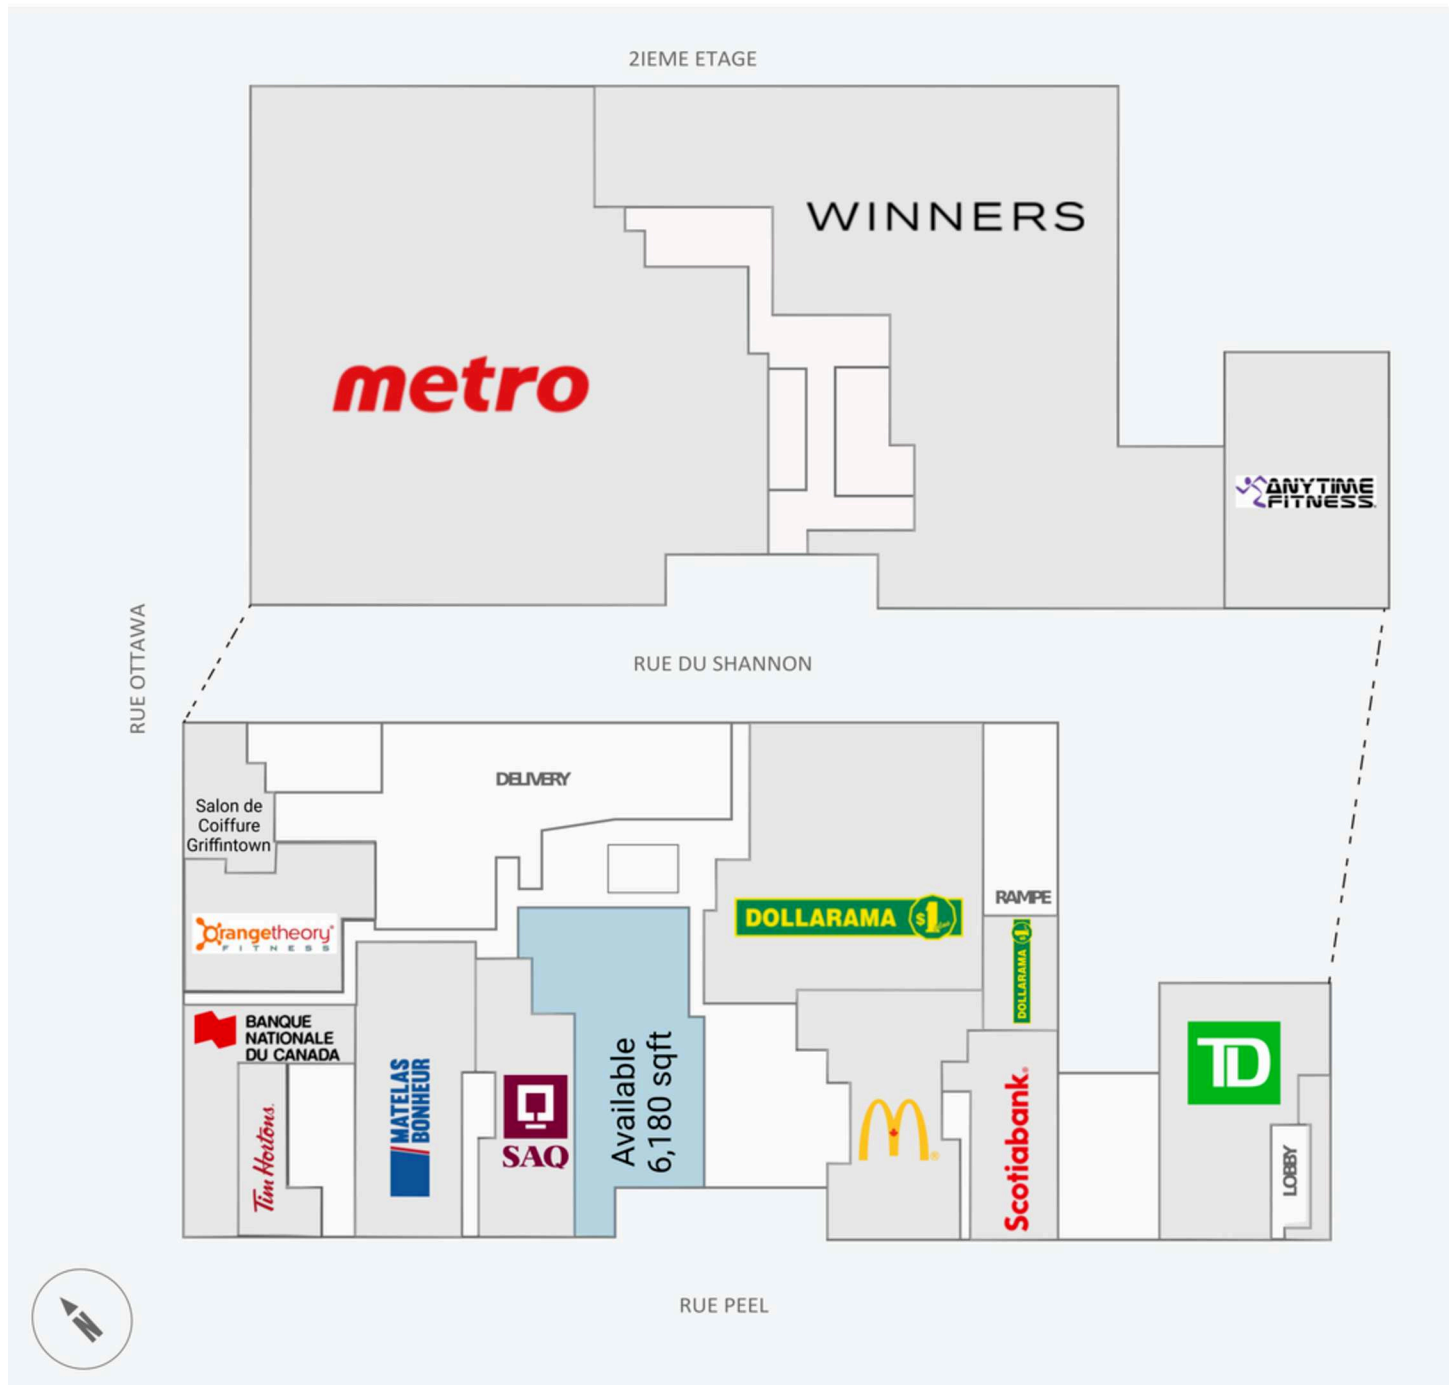 2IEME ETAGE
WINNERS
metro
ANYTIME
FITNESS
RUE OTTAWA
RUE DU SHANNON
DELIVERY
Salon de
Coiffure
Griffintown
RAMPE
DOLLARAMA $1
orangetheory®
FITNESS
DOLLARAMA $1
BANQUE
NATIONALE
DU CANADA
TD
Available
6,180 sqft
MATELAS
BONHEUR
SAQ
Tim Hortons.
Scotiabank®
LOBBY
RUE PEEL
N